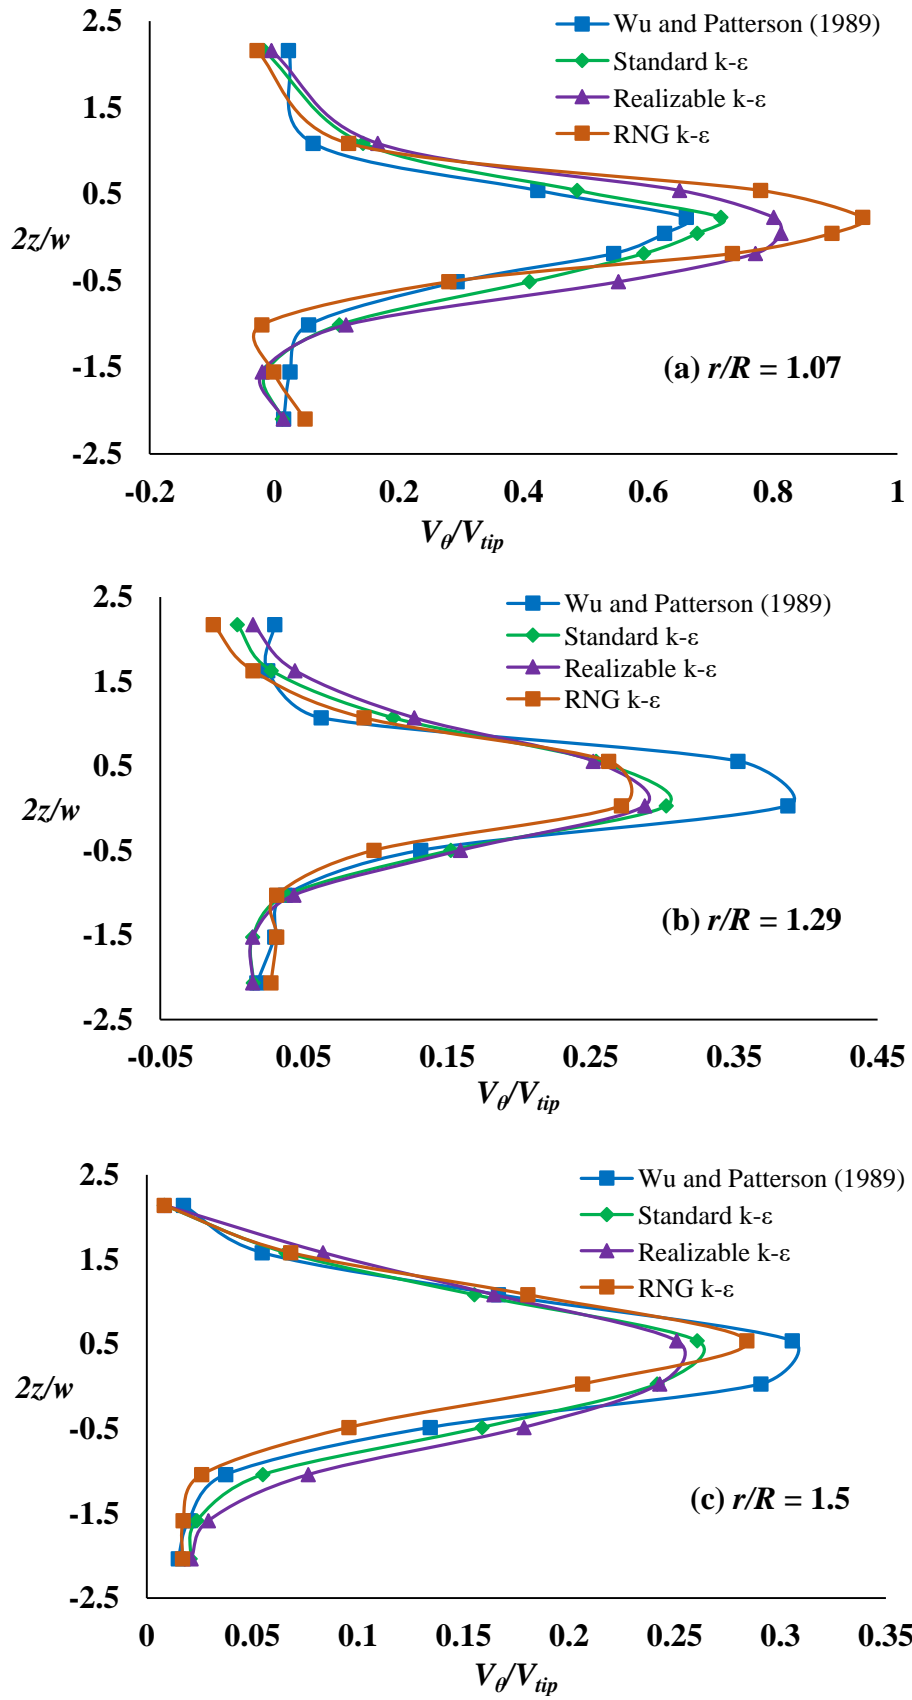 2.5
1.5
0.5
-0.5
-1.5
-2.5
2z/w
Wu and Patterson (1989)
Standard k-ε
Realizable k-ε
RNG k-ε
(a) r/R = 1.07
-0.2 0 0.2 0.4 0.6 0.8 1
Vθ/Vtip
2.5
1.5
0.5
-0.5
-1.5
-2.5
2z/w
Wu and Patterson (1989)
Standard k-ε
Realizable k-ε
RNG k-ε
(b) r/R = 1.29
-0.05 0.05 0.15 0.25 0.35 0.45
Vθ/Vtip
2.5
1.5
0.5
-0.5
-1.5
-2.5
2z/w
Wu and Patterson (1989)
Standard k-ε
Realizable k-ε
RNG k-ε
(c) r/R = 1.5
0 0.05 0.1 0.15 0.2 0.25 0.3 0.35
Vθ/Vtip